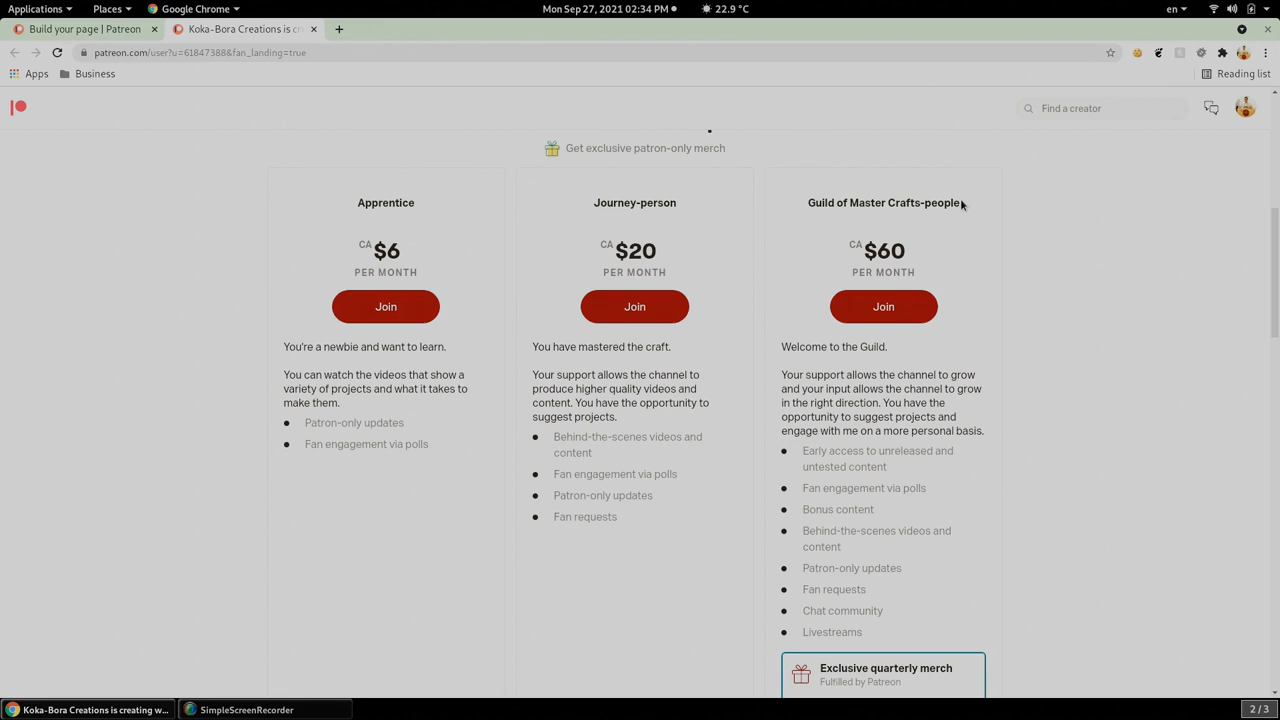 Applications
Places
Google Chrome
Mon Sep 27, 2021 02:34 PM
22.9 °C
en
Build your page | Patreon
Koka-Bora Creations is cr
patreon.com/user?u=61847388&fan_landing=true
Apps
Business
Reading list
Find a creator
Get exclusive patron-only merch
Apprentice
CA $6
PER MONTH
Join
You're a newbie and want to learn.
You can watch the videos that show a
variety of projects and what it takes to
make them.
Patron-only updates
Fan engagement via polls
Journey-person
CA $20
PER MONTH
Join
You have mastered the craft.
Your support allows the channel to
produce higher quality videos and
content. You have the opportunity to
suggest projects.
Behind-the-scenes videos and
content
Fan engagement via polls
Patron-only updates
Fan requests
Guild of Master Crafts-people
CA $60
PER MONTH
Join
Welcome to the Guild.
Your support allows the channel to grow
and your input allows the channel to grow
in the right direction. You have the
opportunity to suggest projects and
engage with me on a more personal basis.
Early access to unreleased and
untested content
Fan engagement via polls
Bonus content
Behind-the-scenes videos and
content
Patron-only updates
Fan requests
Chat community
Livestreams
Exclusive quarterly merch
Fulfilled by Patreon
Koka-Bora Creations is creating w...
SimpleScreenRecorder
2 / 3